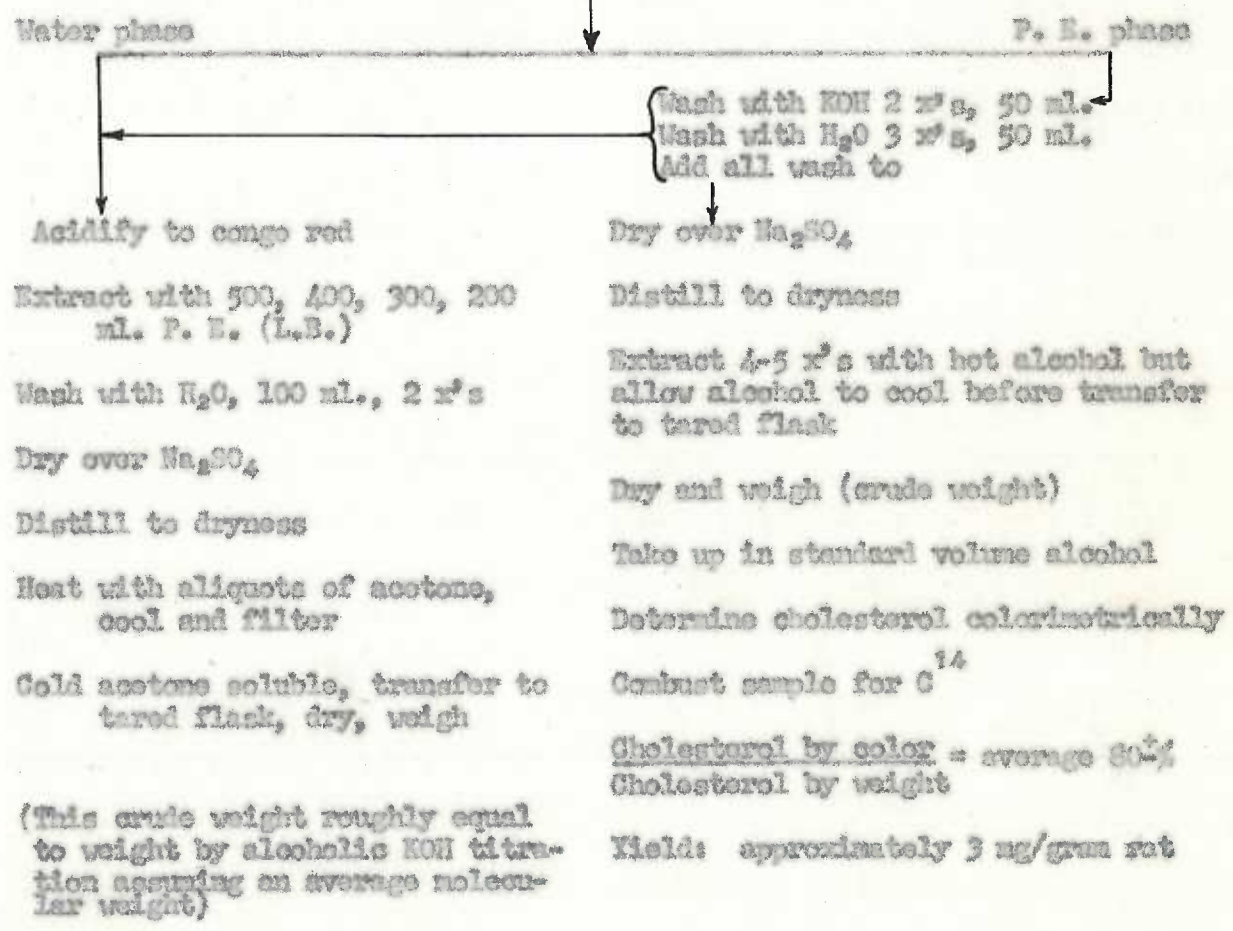 Water phase
P. E. phase
Wash with KOH 2 x's, 50 ml.
Wash with H₂O 3 x's, 50 ml.
Add all wash to
Acidify to congo red
Extract with 500, 400, 300, 200
ml. P. E. (L.B.)
Wash with H₂O, 100 ml., 2 x's
Dry over Na₂SO₄
Distill to dryness
Heat with aliquots of acetone,
cool and filter
Cold acetone soluble, transfer to
tared flask, dry, weigh
(This crude weight roughly equal
to weight by alcoholic KOH titra-
tion assuming an average molecu-
lar weight)
Dry over Na₂SO₄
Distill to dryness
Extract 4-5 x's with hot alcohol but
allow alcohol to cool before transfer
to tared flask
Dry and weigh (crude weight)
Take up in standard volume alcohol
Determine cholesterol colorimetrically
Combust sample for C¹⁴
Cholesterol by color = average
Cholesterol by weight
Yield: approximately 3 mg/gram rat